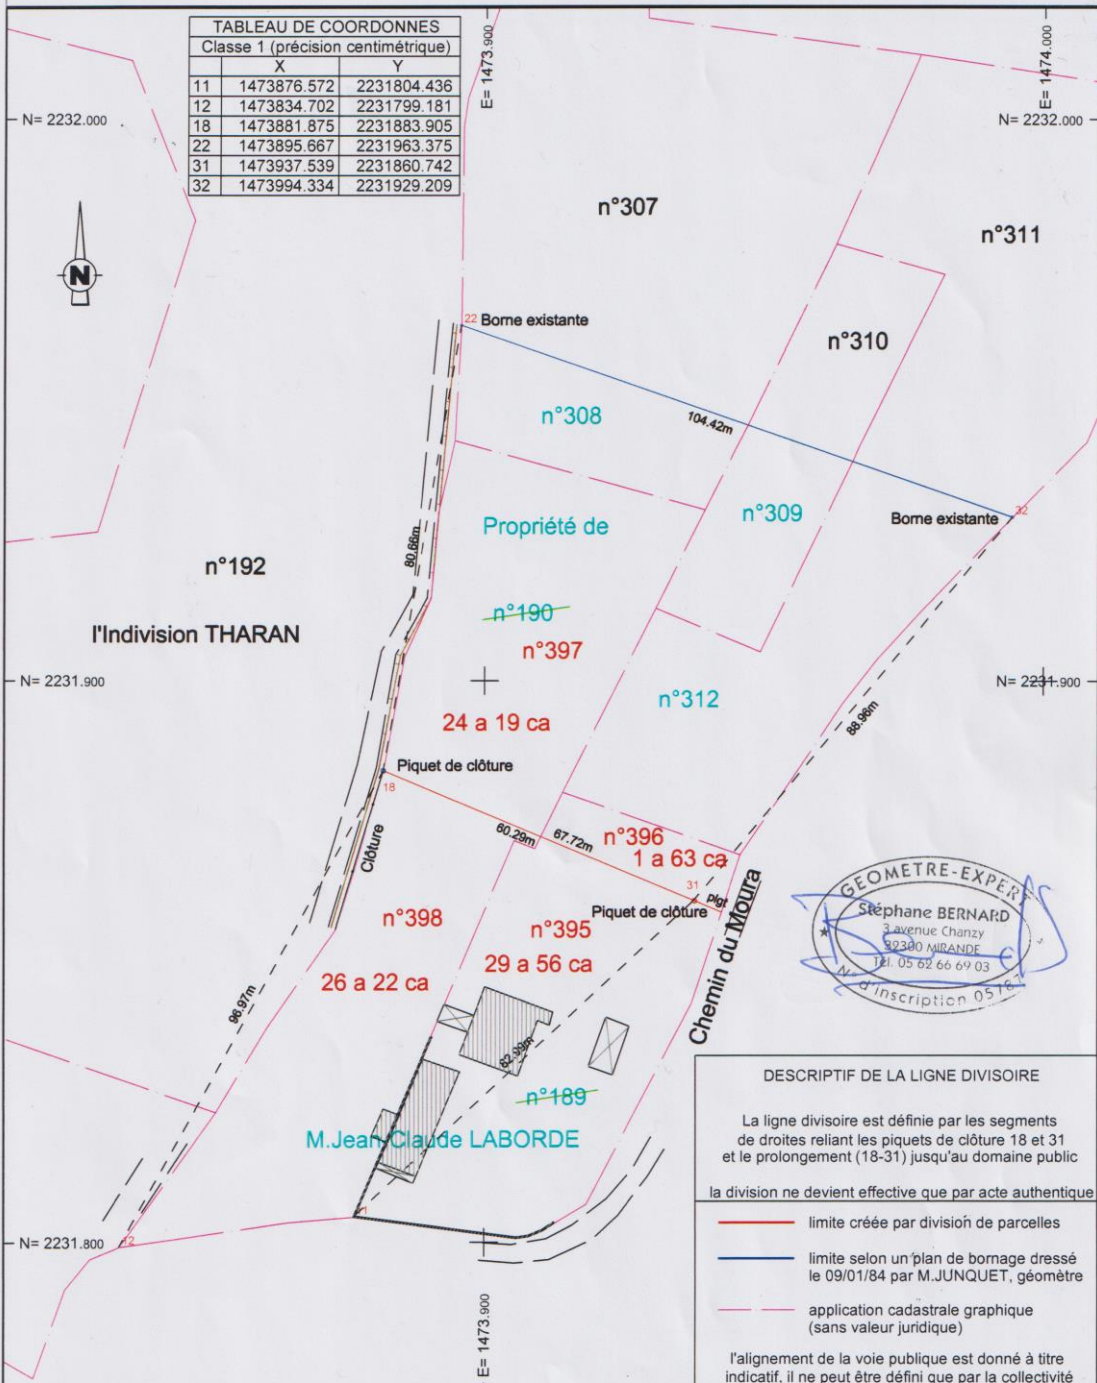 TABLEAU DE COORDONNES
Classe 1 (précision centimétrique)
X Y
11 1473876.572 2231804.436
12 1473834.702 2231799.181
18 1473881.875 2231883.905
22 1473895.667 2231963.375
31 1473937.539 2231860.742
32 1473994.334 2231929.209
E= 1473.900
E= 1474.000
N= 2232.000
N= 2232.000
N
n°307
n°311
n°310
22 Borne existante
n°308
104.42m
n°309
Borne existante
32
Propriété de
80.66m
n°192
n°190
l'Indivision THARAN
n°397
N= 2231.900
N= 2231.900
n°312
24 a 19 ca
88.96m
Piquet de clôture
18
Clôture
60.29m
67.72m
n°396
1 a 63 ca
31
plgt
Piquet de clôture
n°398
n°395
26 a 22 ca
29 a 56 ca
Chemin du Moura
GEOMETRE-EXPERT
Stéphane BERNARD
3 avenue Chanzy
32300 MIRANDE
Tél. 05 62 66 69 03
N° d'inscription 05787
96.97m
82.99m
n°189
M.Jean Claude LABORDE
12
N= 2231.800
E= 1473.900
DESCRIPTIF DE LA LIGNE DIVISOIRE
La ligne divisoire est définie par les segments
de droites reliant les piquets de clôture 18 et 31
et le prolongement (18-31) jusqu'au domaine public
la division ne devient effective que par acte authentique
limite créée par division de parcelles
limite selon un plan de bornage dressé
le 09/01/84 par M.JUNQUET, géomètre
application cadastrale graphique
(sans valeur juridique)
l'alignement de la voie publique est donné à titre
indicatif, il ne peut être défini que par la collectivité